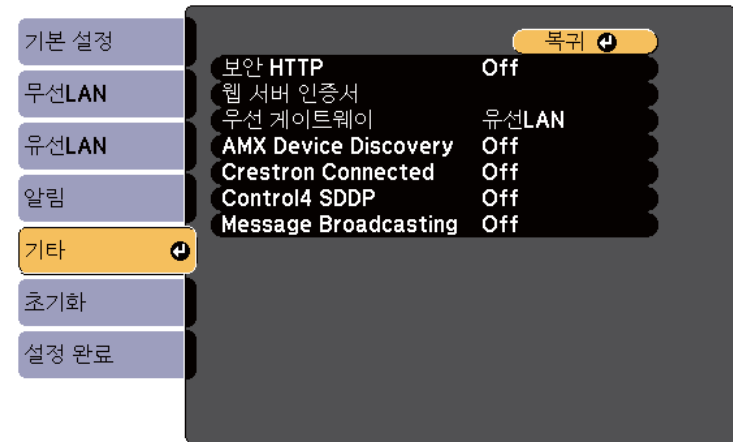 기본 설정
무선LAN
유선LAN
알림
기타
초기화
설정 완료
복귀
보안 HTTP Off
웹 서버 인증서
우선 게이트웨이 유선LAN
AMX Device Discovery Off
Crestron Connected Off
Control4 SDDP Off
Message Broadcasting Off